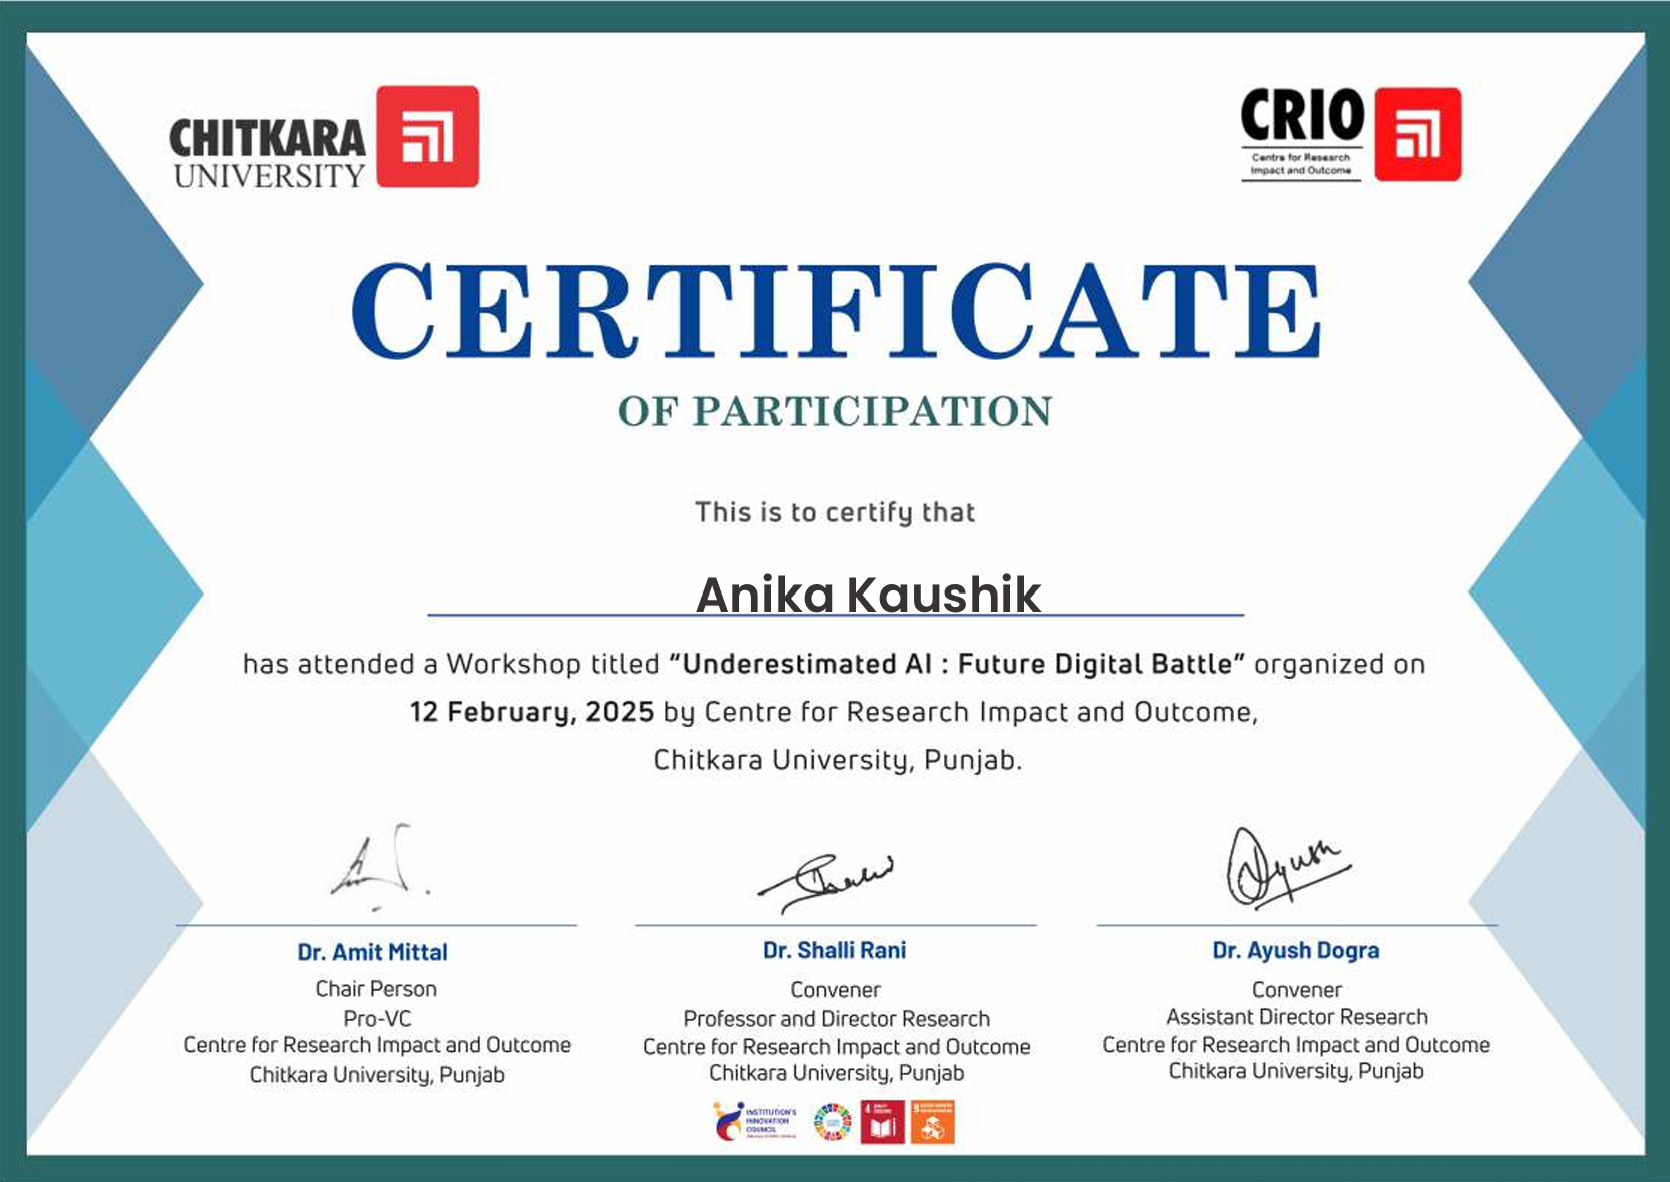 CHITKARA
UNIVERSITY
CRIO
Centre for Research
Impact and Outcome
CERTIFICATE
OF PARTICIPATION
This is to certify that
Anika Kaushik
has attended a Workshop titled “Underestimated AI : Future Digital Battle” organized on
12 February, 2025 by Centre for Research Impact and Outcome,
Chitkara University, Punjab.
Dr. Amit Mittal
Chair Person
Pro-VC
Centre for Research Impact and Outcome
Chitkara University, Punjab
Dr. Shalli Rani
Convener
Professor and Director Research
Centre for Research Impact and Outcome
Chitkara University, Punjab
Ayush
Dr. Ayush Dogra
Convener
Assistant Director Research
Centre for Research Impact and Outcome
Chitkara University, Punjab
INSTITUTION'S
INNOVATION
COUNCIL
4
9